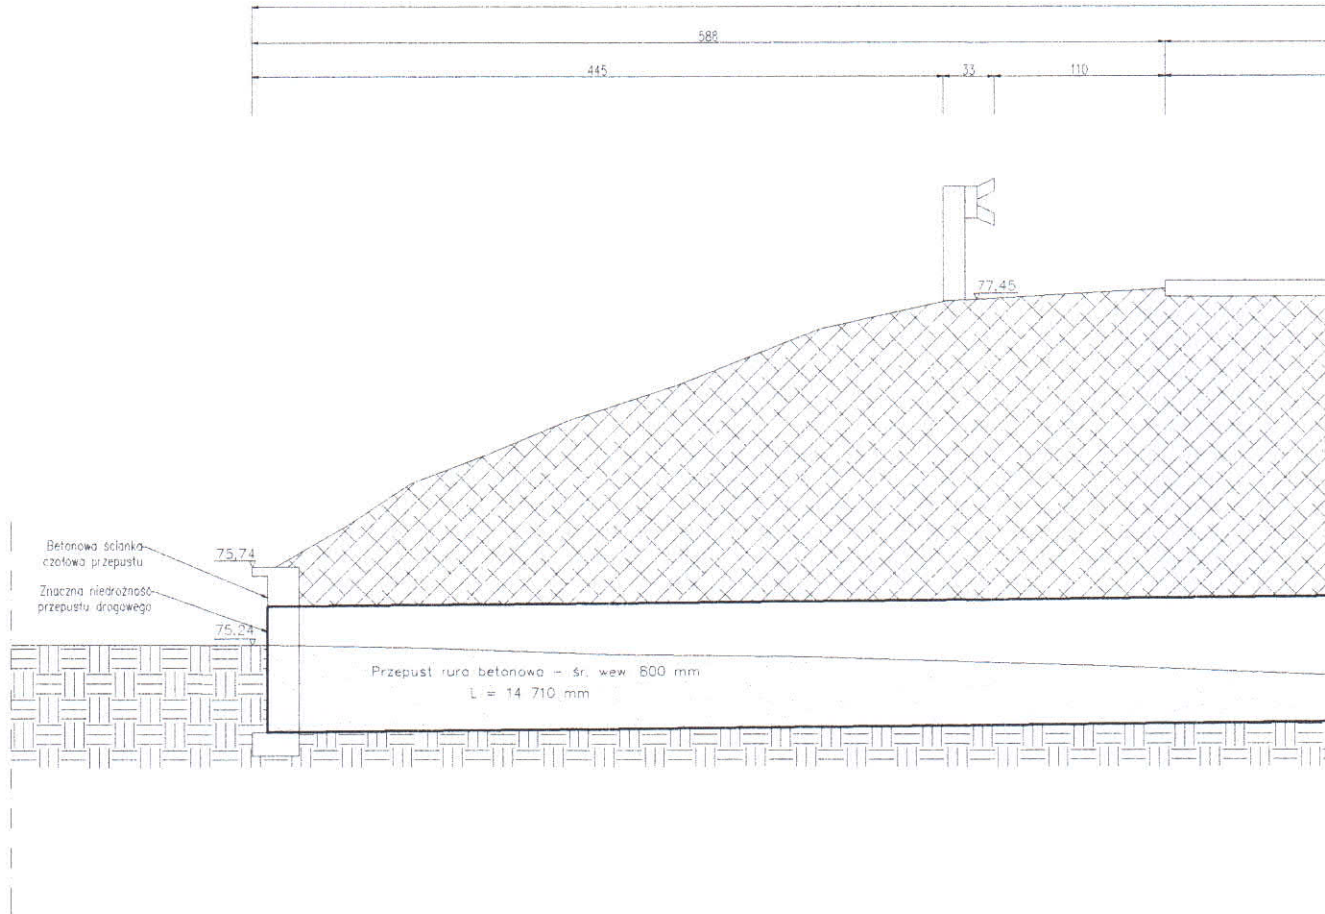 588
445
33
110
77,45
Betonowa ścianka
czołowa przepustu
75,74
Znaczna niedrożność
przepustu drogowego
75,24
Przepust rura betonowa – śr. wew. 800 mm
L = 14 710 mm